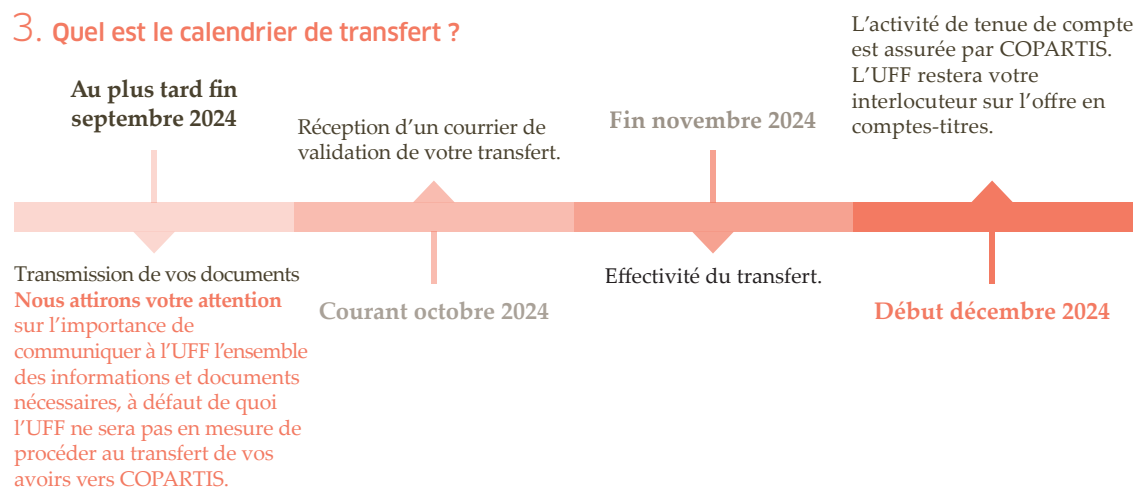 3. Quel est le calendrier de transfert ?
Au plus tard fin
septembre 2024
Transmission de vos documents
Nous attirons votre attention
sur l’importance de
communiquer à l’UFF l’ensemble
des informations et documents
nécessaires, à défaut de quoi
l’UFF ne sera pas en mesure de
procéder au transfert de vos
avoirs vers COPARTIS.
Réception d’un courrier de
validation de votre transfert.
Courant octobre 2024
Fin novembre 2024
Effectivité du transfert.
L’activité de tenue de compte
est assurée par COPARTIS.
L’UFF restera votre
interlocuteur sur l’offre en
comptes-titres.
Début décembre 2024